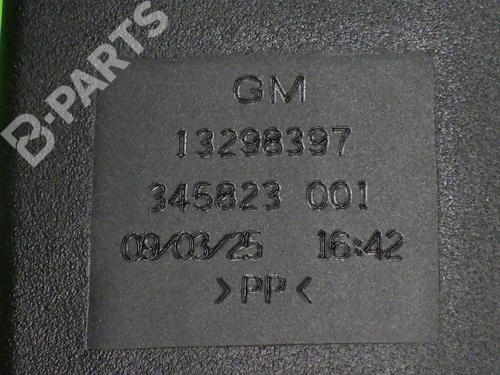 B-PARTS
GM
13298397
345823 001
09/03/25 16:42
>PP<